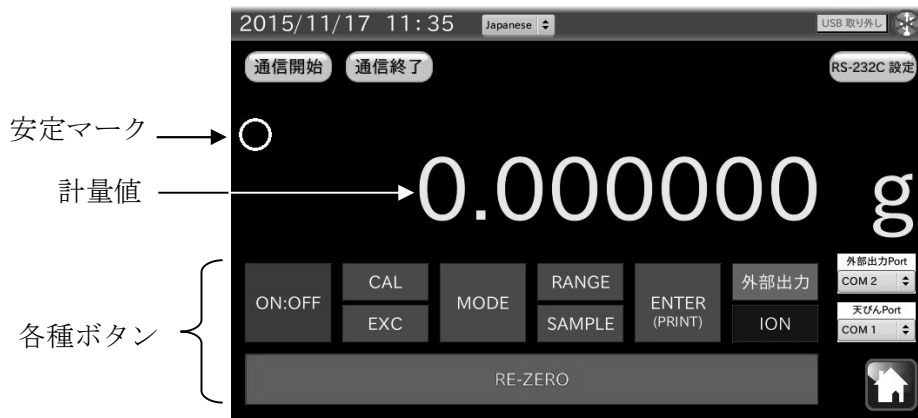 2015/11/17 11:35 Japanese USB 取り外し
通信開始 通信終了 RS-232C 設定
安定マーク
計量値 0.000000 g
外部出力Port
COM 2
ON:OFF CAL MODE RANGE ENTER (PRINT) 外部出力
EXC SAMPLE ION
天びんPort
COM 1
各種ボタン
RE-ZERO